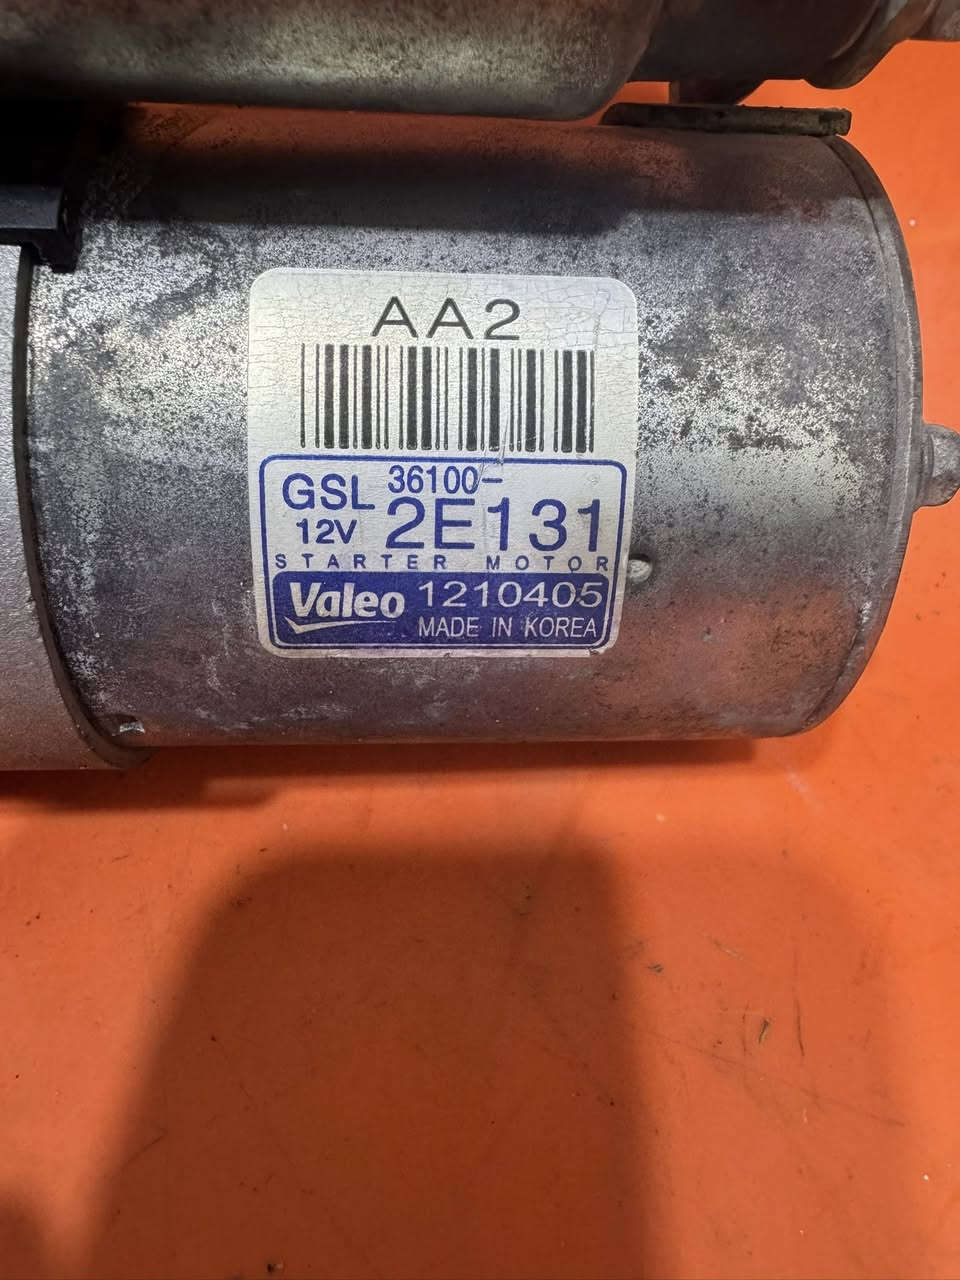 AA2
GSL 36100-
12V 2E131
STARTER MOTOR
Valeo 1210405
MADE IN KOREA